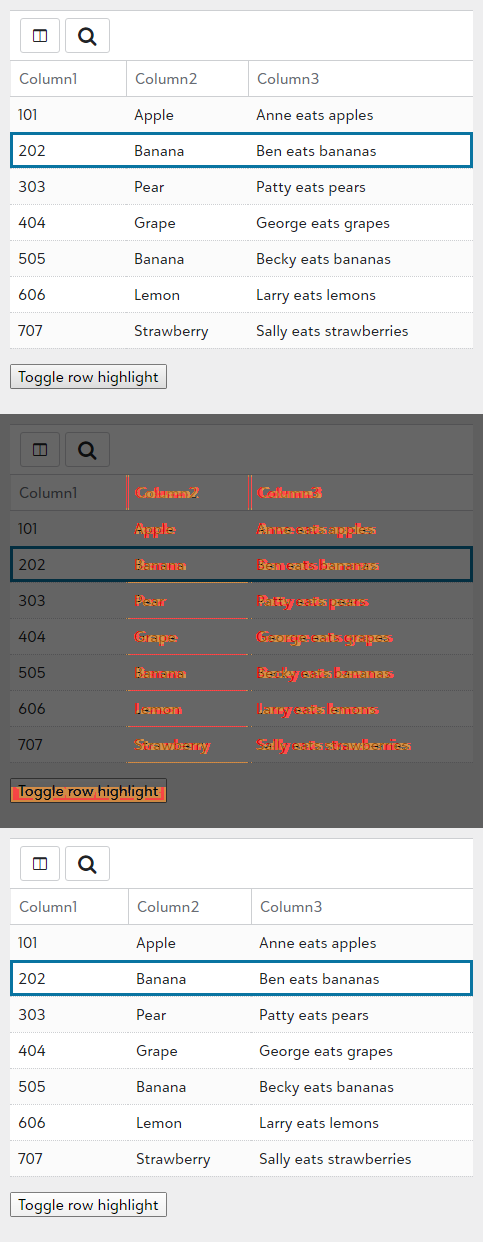 Column1 Column2 Column3
101 Apple Anne eats apples
202 Banana Ben eats bananas
303 Pear Patty eats pears
404 Grape George eats grapes
505 Banana Becky eats bananas
606 Lemon Larry eats lemons
707 Strawberry Sally eats strawberries
Toggle row highlight
Column1 Column2 Column3
101 Apple Anne eats apples
202 Banana Ben eats bananas
303 Pear Patty eats pears
404 Grape George eats grapes
505 Banana Becky eats bananas
606 Lemon Larry eats lemons
707 Strawberry Sally eats strawberries
Toggle row highlight
Column1 Column2 Column3
101 Apple Anne eats apples
202 Banana Ben eats bananas
303 Pear Patty eats pears
404 Grape George eats grapes
505 Banana Becky eats bananas
606 Lemon Larry eats lemons
707 Strawberry Sally eats strawberries
Toggle row highlight